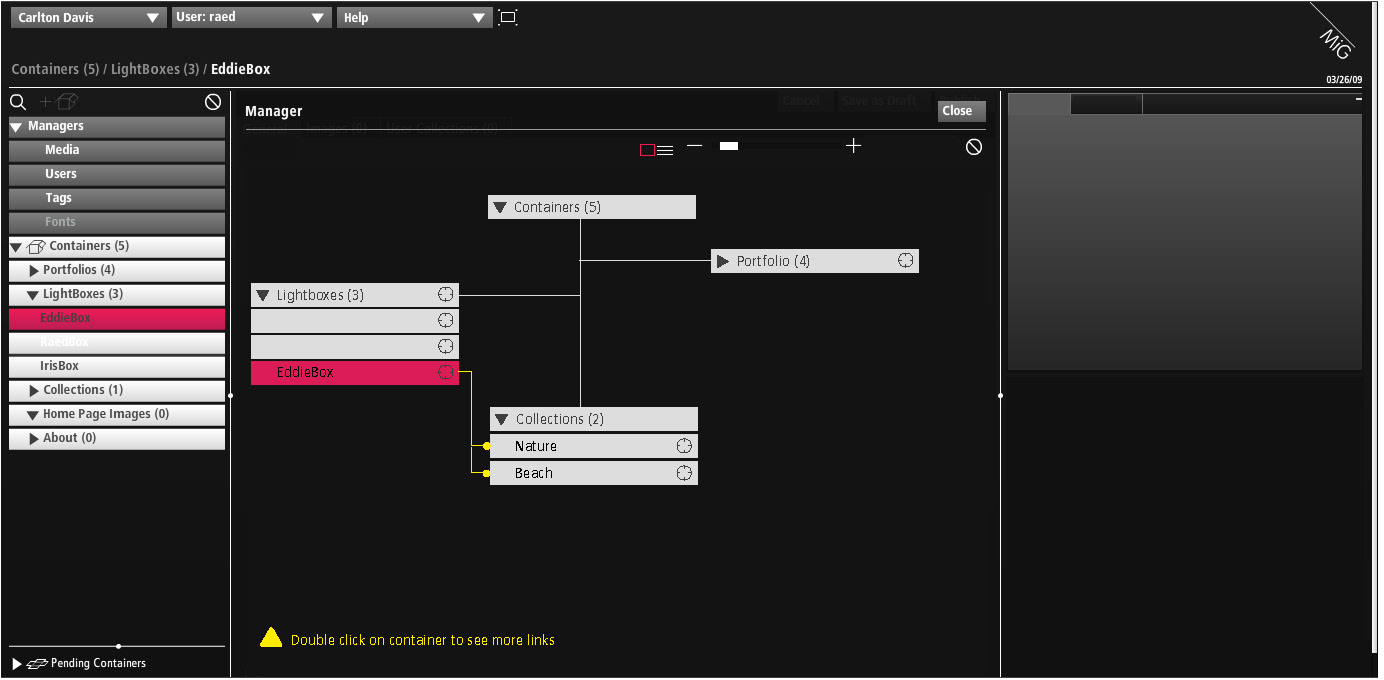 Carlton Davis
User: raed
Help
MiG
Containers (5) / LightBoxes (3) / EddieBox
03/26/09
Cancel
Save as Draft
Manager
Close
General
Images (0)
User Collections (0)
Managers
Media
Users
Tags
Fonts
Containers (5)
Portfolios (4)
LightBoxes (3)
EddieBox
RaedBox
IrisBox
Collections (1)
Home Page Images (0)
About (0)
Containers (5)
Portfolio (4)
Lightboxes (3)
EddieBox
Collections (2)
Nature
Beach
Double click on container to see more links
Pending Containers